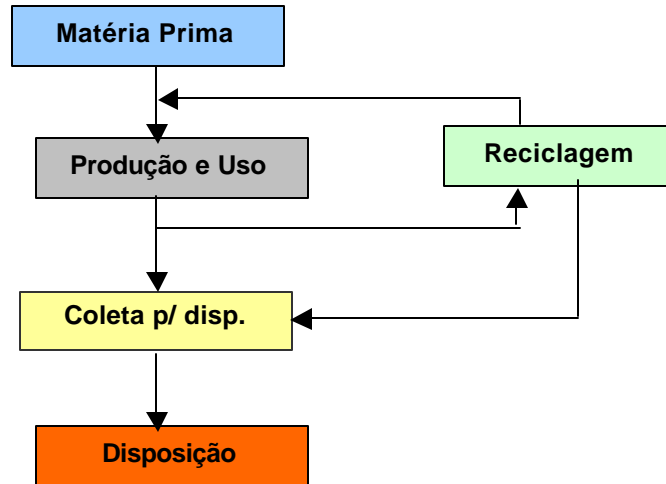 Matéria Prima
Produção e Uso
Reciclagem
Coleta p/ disp.
Disposição